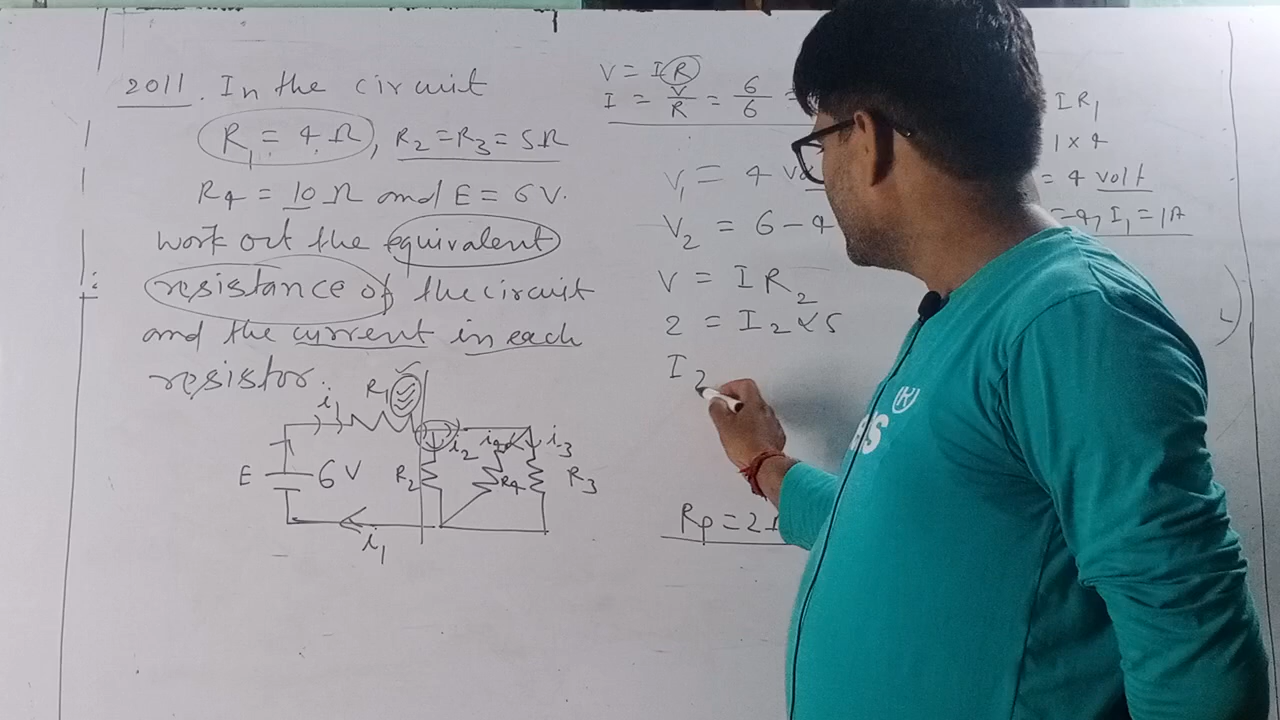 2011. In the circuit
R1 = 4 Ω, R2 = R3 = 5Ω
R4 = 10 Ω and E = 6V.
work out the equivalent
resistance of the circuit
and the current in each
resistor.
R1
i1
i2
i4
i3
E
6V
R2
R4
R3
i1
V = IR
I = V/R = 6/6 =
V1 = 4
V2 = 6 - 4
V = I R2
2 = I2 × 5
I2
Rp = 2
I R1
1 × 4
= 4 volt
I1 = 1A
R